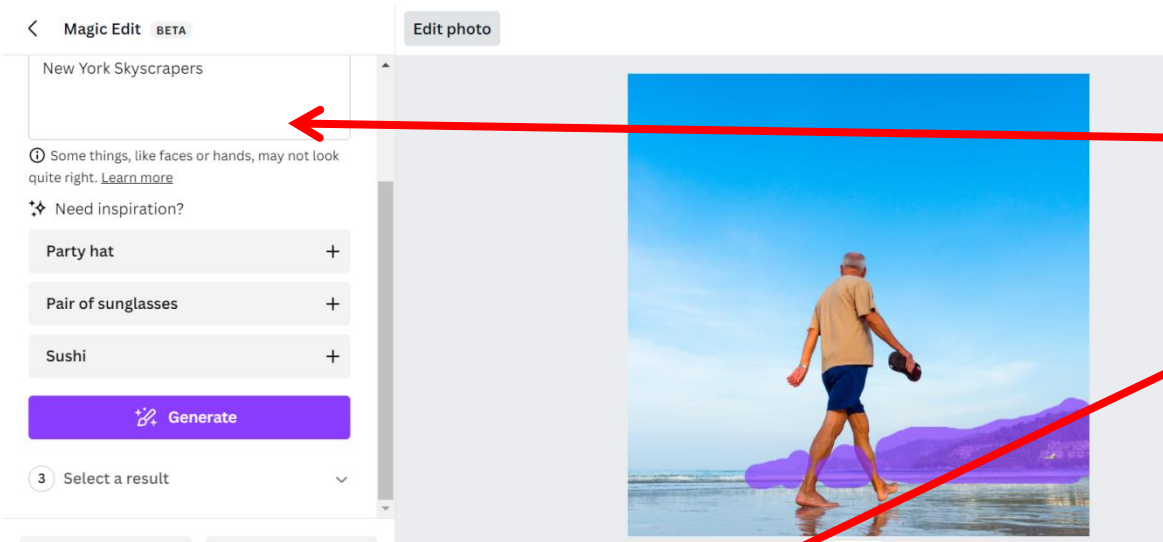 Magic Edit BETA
Edit photo
New York Skyscrapers
Some things, like faces or hands, may not look
quite right. Learn more
Need inspiration?
Party hat
Pair of sunglasses
Sushi
Generate
3 Select a result